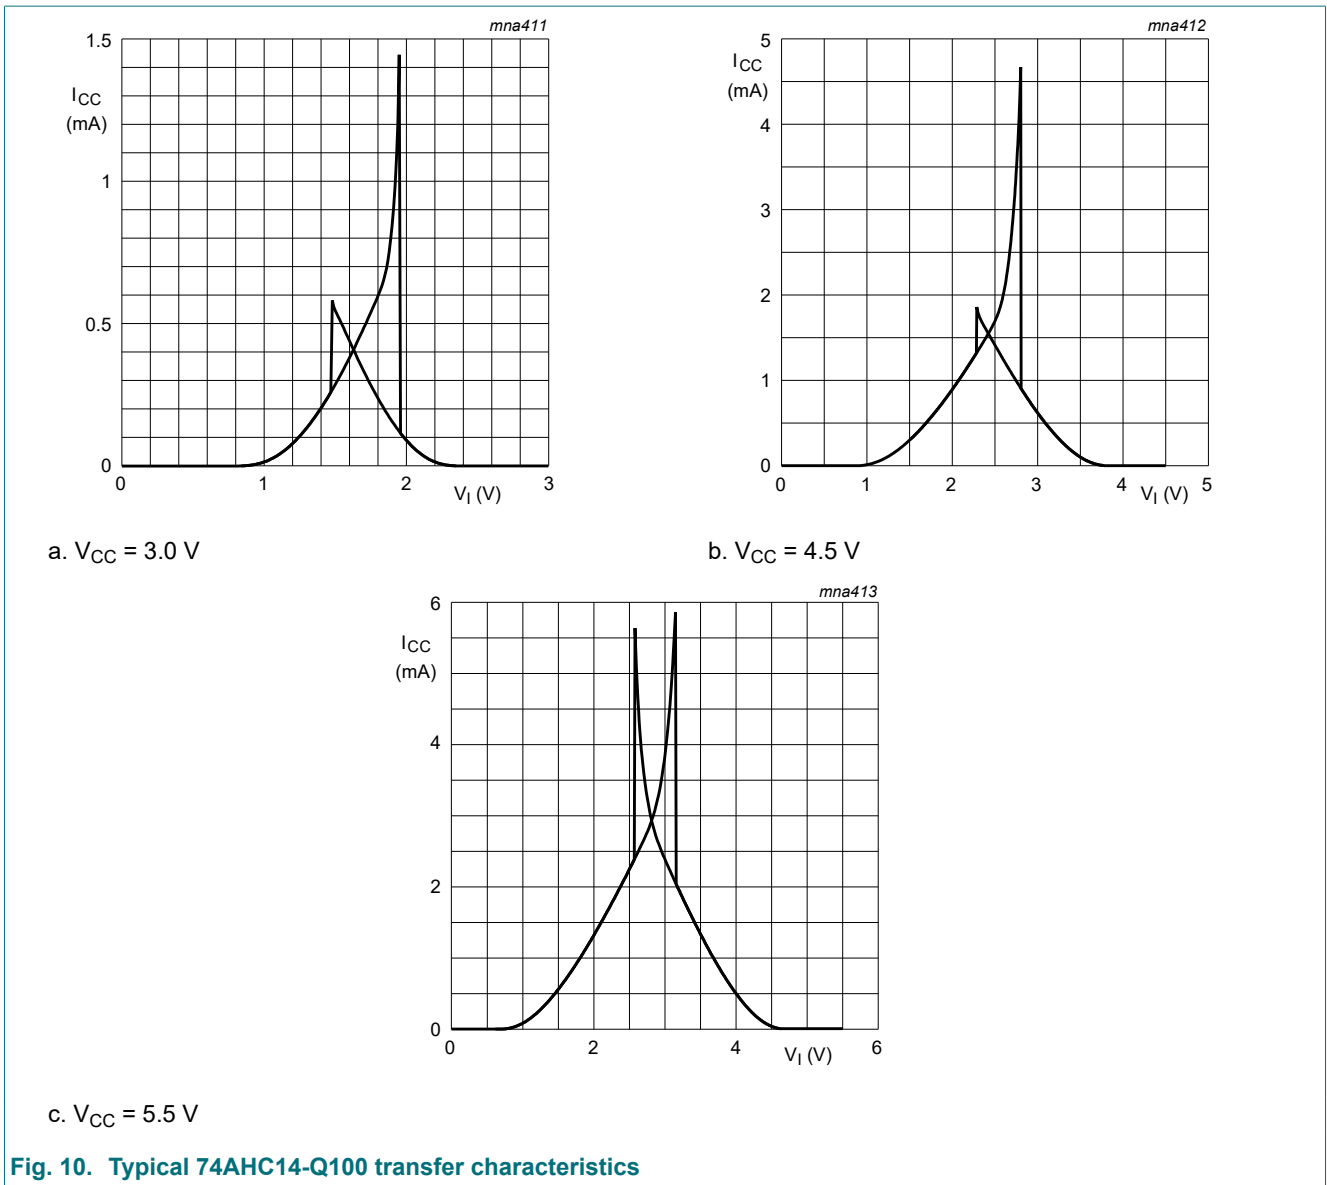 mna411
1.5
ICC
(mA)
1
0.5
0
0 1 2 3
VI (V)
a. VCC = 3.0 V
mna412
5
ICC
(mA)
4
3
2
1
0
0 1 2 3 4 5
VI (V)
b. VCC = 4.5 V
mna413
6
ICC
(mA)
4
2
0
0 2 4 6
VI (V)
c. VCC = 5.5 V
Fig. 10. Typical 74AHC14-Q100 transfer characteristics